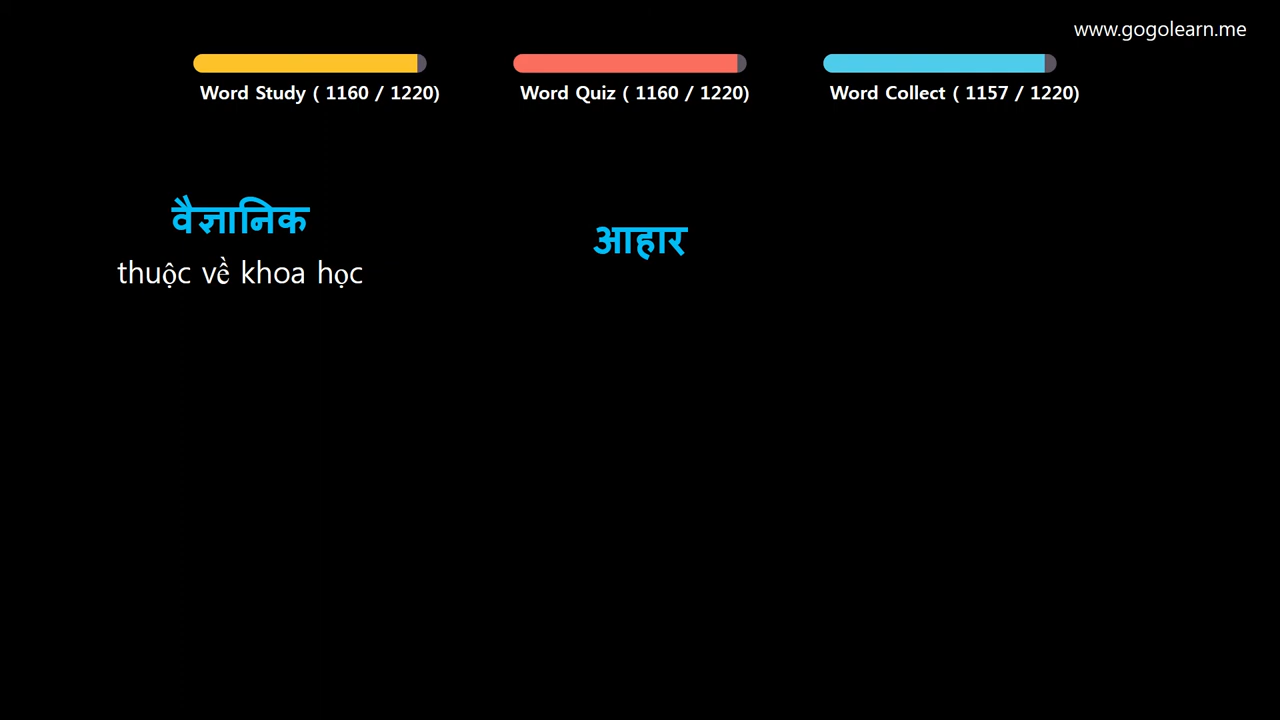 www.gogolearn.me
Word Study ( 1160 / 1220)
Word Quiz ( 1160 / 1220)
Word Collect ( 1157 / 1220)
वैज्ञानिक
thuộc về khoa học
आहार